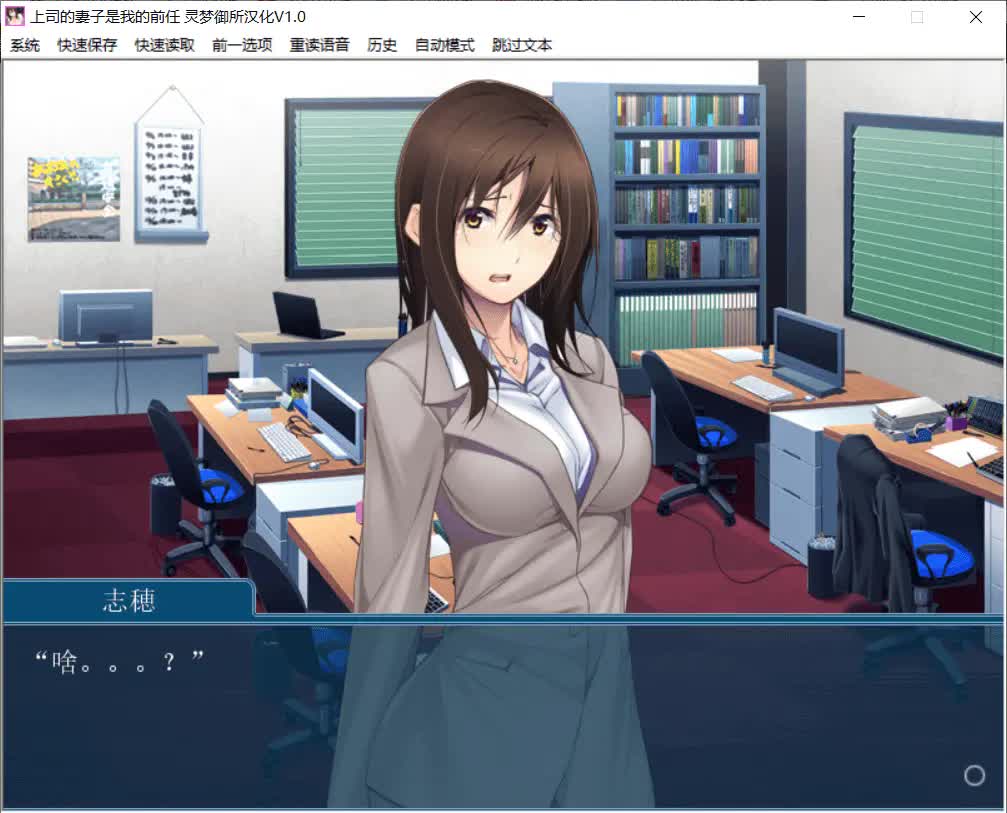 上司的妻子是我的前任 灵梦御所汉化V1.0
系统 快速保存 快速读取 前一选项 重读语音 历史 自动模式 跳过文本
志穂
“啥。。。？”